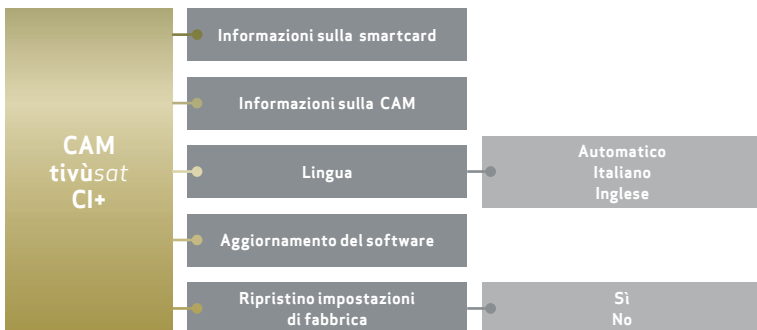 CAM
tivùsat
CI+
Informazioni sulla smartcard
Informazioni sulla CAM
Lingua
Automatico
Italiano
Inglese
Aggiornamento del software
Ripristino impostazioni
di fabbrica
Sì
No